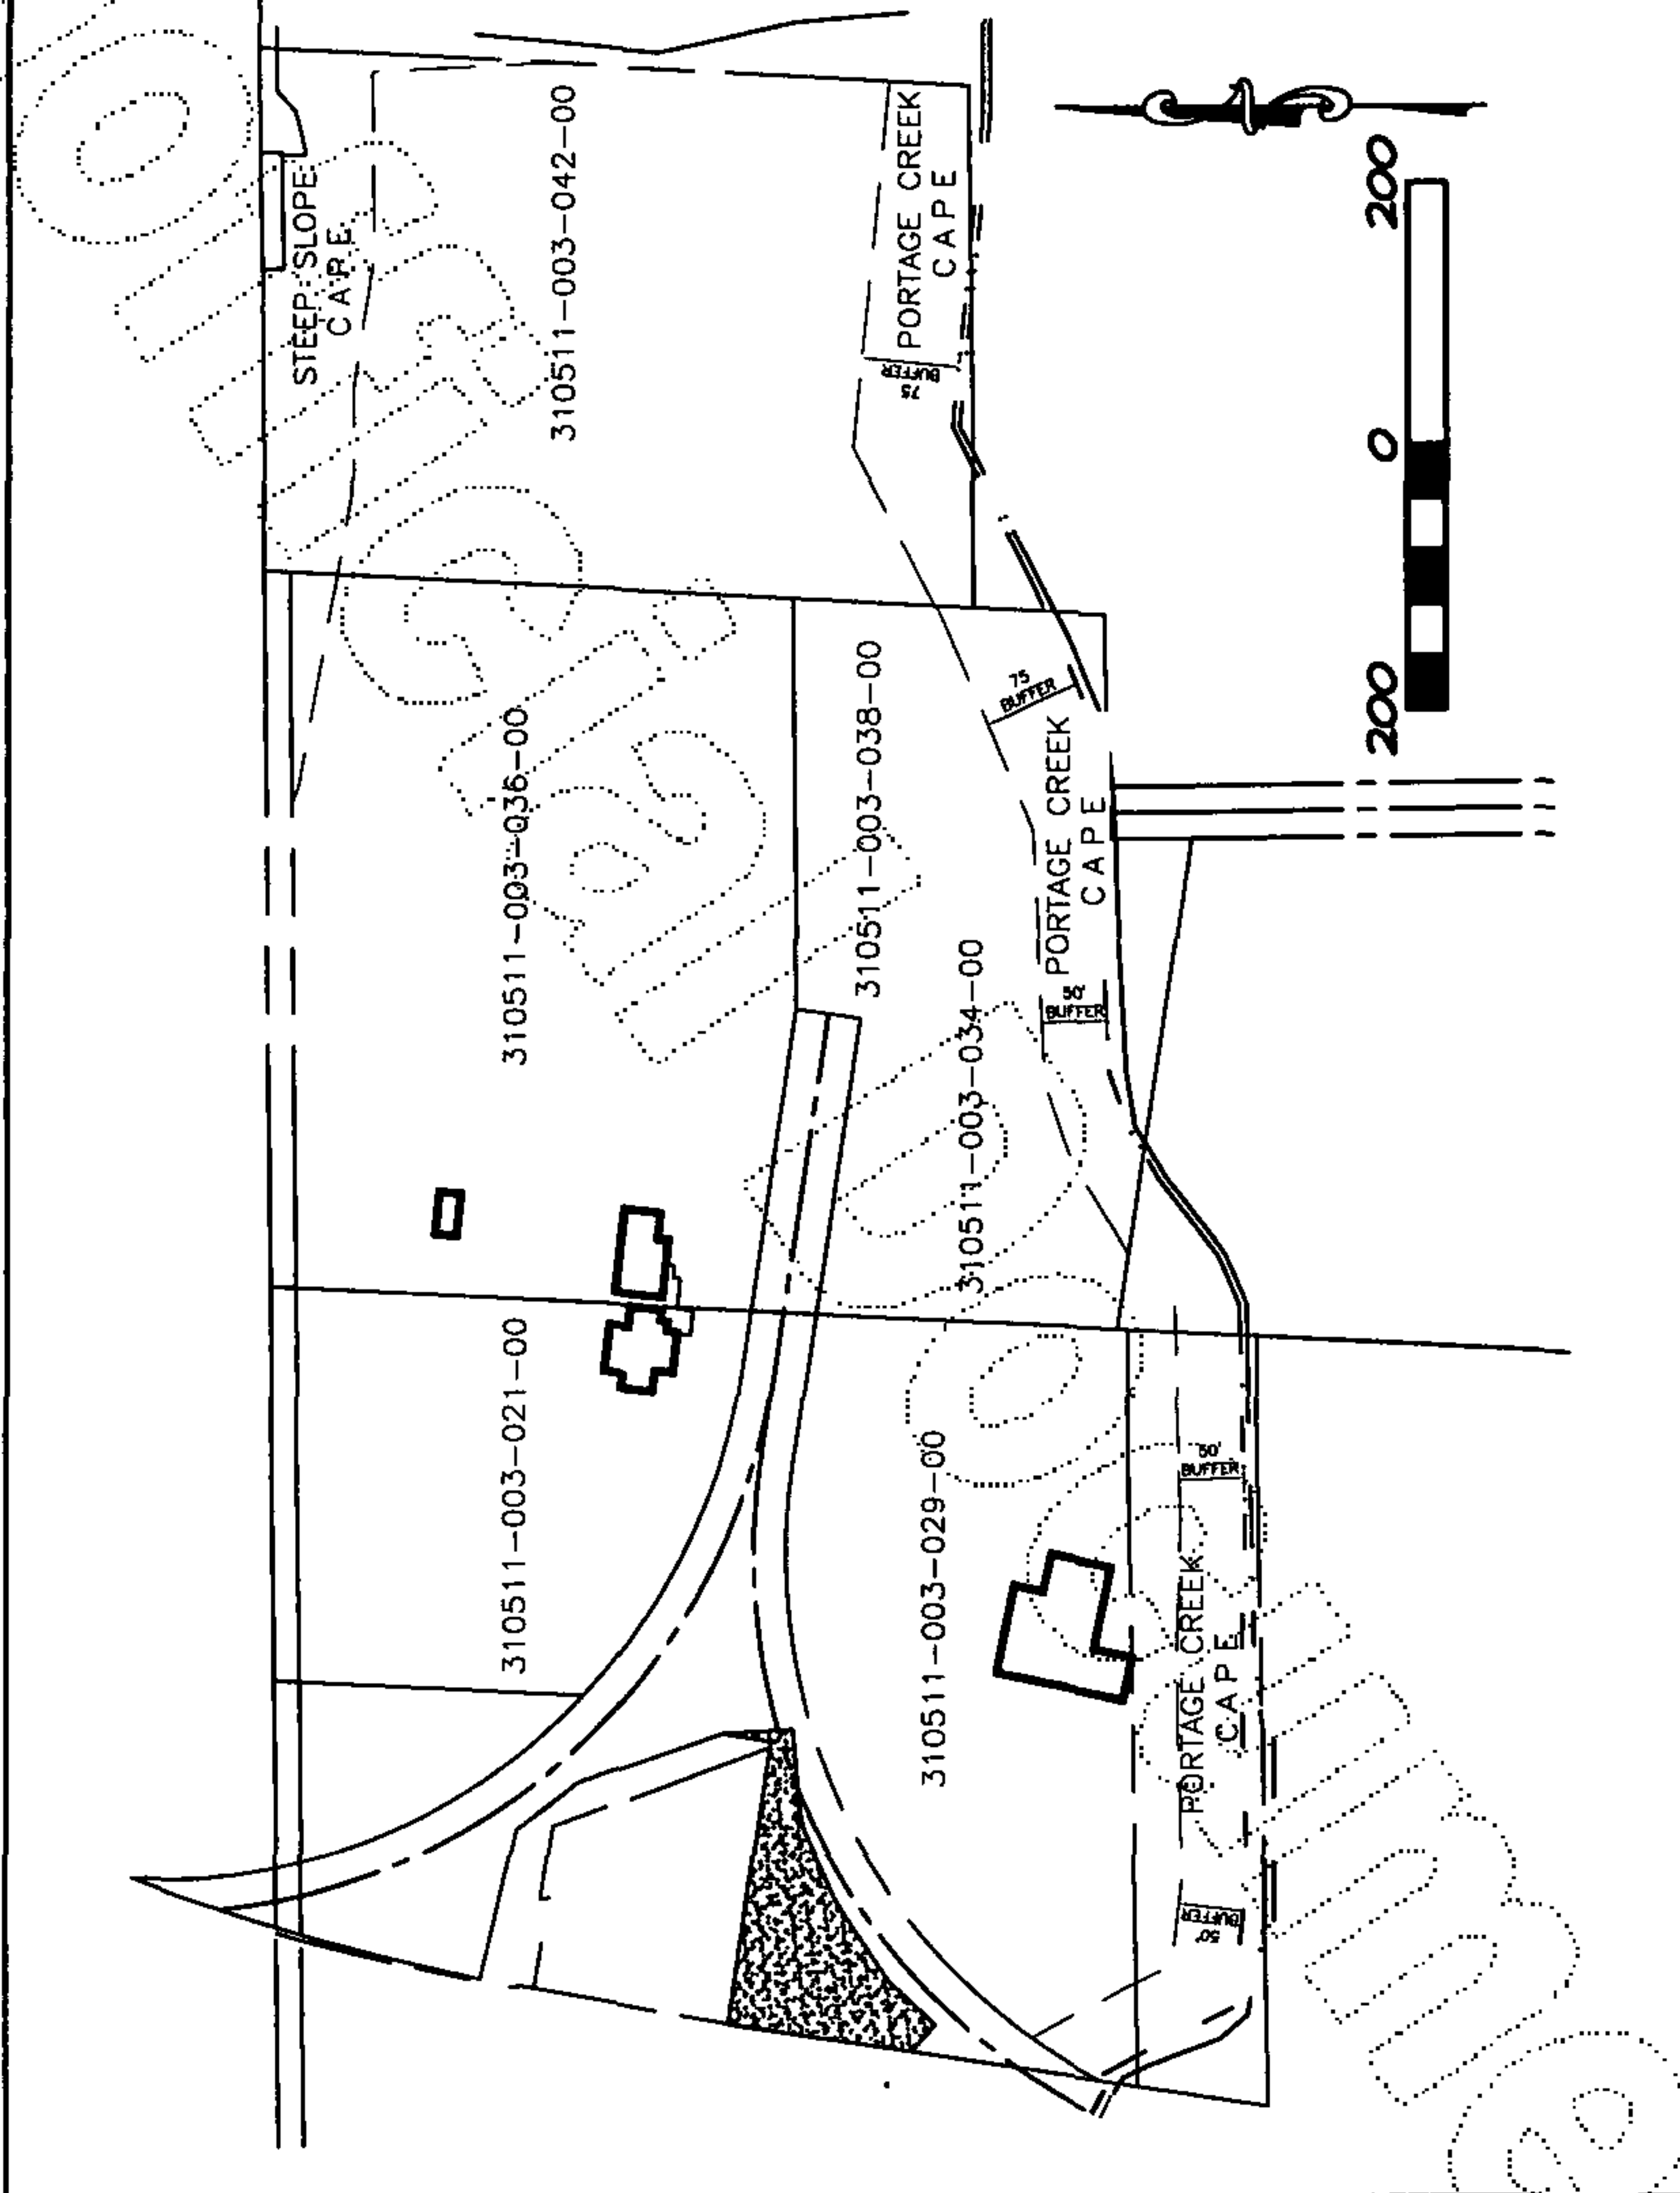 STEEP SLOPE
CAPE
310511-003-042-00
PORTAGE CREEK
CAPE
75
BUFFER
200
0
200
310511-003-036-00
310511-003-038-00
75
BUFFER
PORTAGE CREEK
CAPE
50'
BUFFER
310511-003-034-00
310511-003-021-00
310511-003-029-00
50'
BUFFER
PORTAGE CREEK
CAPE
50'
BUFFER
Unofficial Document